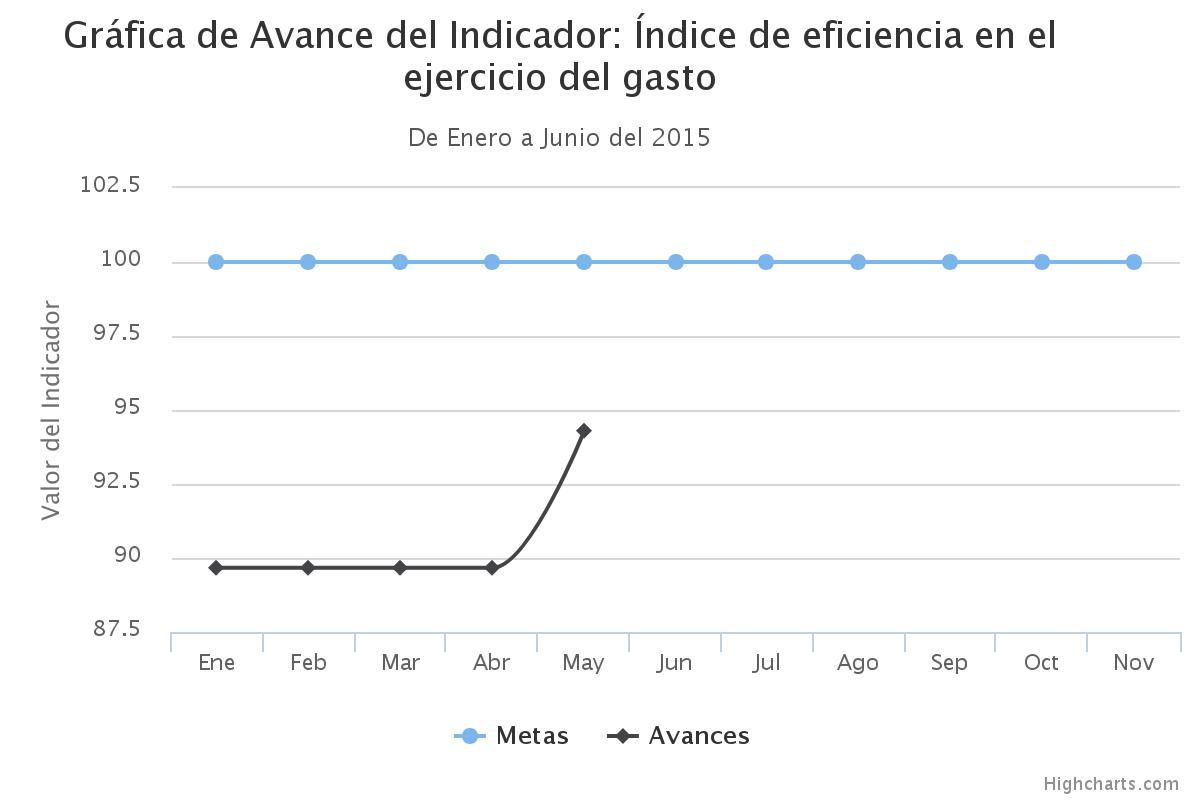 Gráfica de Avance del Indicador: Índice de eficiencia en el
ejercicio del gasto
De Enero a Junio del 2015
Valor del Indicador
102.5
100
97.5
95
92.5
90
87.5
Ene Feb Mar Abr May Jun Jul Ago Sep Oct Nov
Metas Avances
Highcharts.com